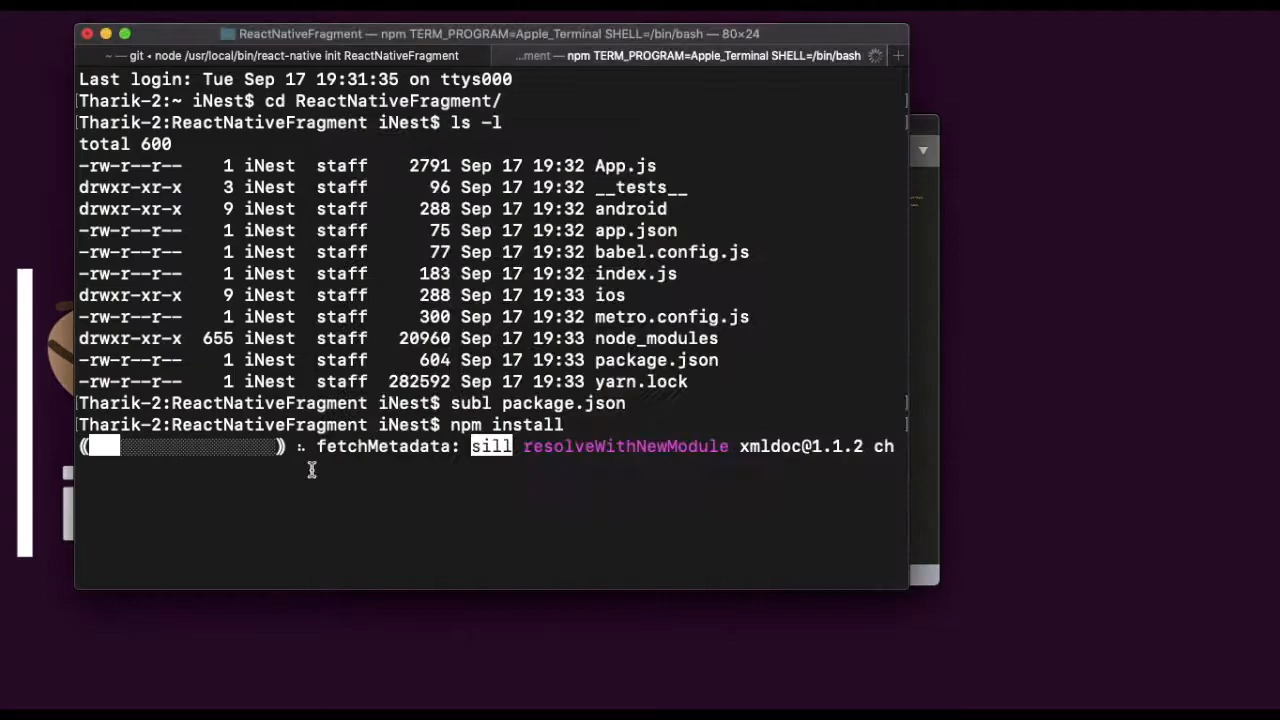 ReactNativeFragment — npm TERM_PROGRAM=Apple_Terminal SHELL=/bin/bash — 80×24
~ — git ◂ node /usr/local/bin/react-native init ReactNativeFragment
...ment — npm TERM_PROGRAM=Apple_Terminal SHELL=/bin/bash
Last login: Tue Sep 17 19:31:35 on ttys000
[Tharik-2:~ iNest$ cd ReactNativeFragment/ ]
[Tharik-2:ReactNativeFragment iNest$ ls -l ]
total 600
-rw-r--r-- 1 iNest staff 2791 Sep 17 19:32 App.js
drwxr-xr-x 3 iNest staff 96 Sep 17 19:32 __tests__
drwxr-xr-x 9 iNest staff 288 Sep 17 19:32 android
-rw-r--r-- 1 iNest staff 75 Sep 17 19:32 app.json
-rw-r--r-- 1 iNest staff 77 Sep 17 19:32 babel.config.js
-rw-r--r-- 1 iNest staff 183 Sep 17 19:32 index.js
drwxr-xr-x 9 iNest staff 288 Sep 17 19:33 ios
-rw-r--r-- 1 iNest staff 300 Sep 17 19:32 metro.config.js
drwxr-xr-x 655 iNest staff 20960 Sep 17 19:33 node_modules
-rw-r--r-- 1 iNest staff 604 Sep 17 19:33 package.json
-rw-r--r-- 1 iNest staff 282592 Sep 17 19:33 yarn.lock
[Tharik-2:ReactNativeFragment iNest$ subl package.json ]
[Tharik-2:ReactNativeFragment iNest$ npm install ]
fetchMetadata: sill resolveWithNewModule xmldoc@1.1.2 ch